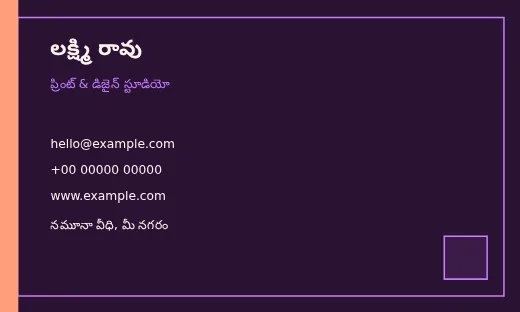 లక్ష్మి రావు
ప్రింట్ & డిజైన్ స్టూడియో
hello@example.com
+00 00000 00000
www.example.com
నమూనా వీధి, మీ నగరం